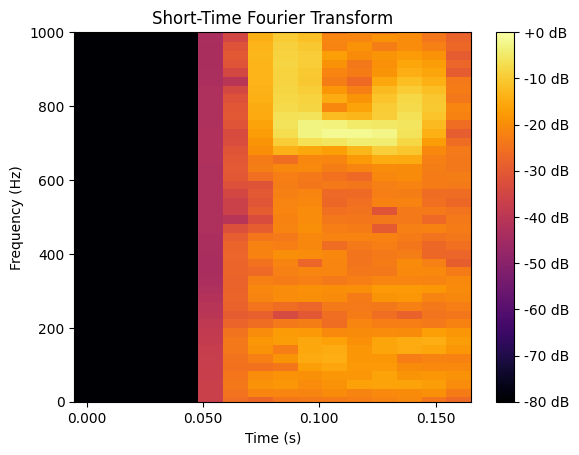 Short-Time Fourier Transform
1000
800
600
400
200
0
Frequency (Hz)
0.000
0.050
0.100
0.150
Time (s)
+0 dB
-10 dB
-20 dB
-30 dB
-40 dB
-50 dB
-60 dB
-70 dB
-80 dB